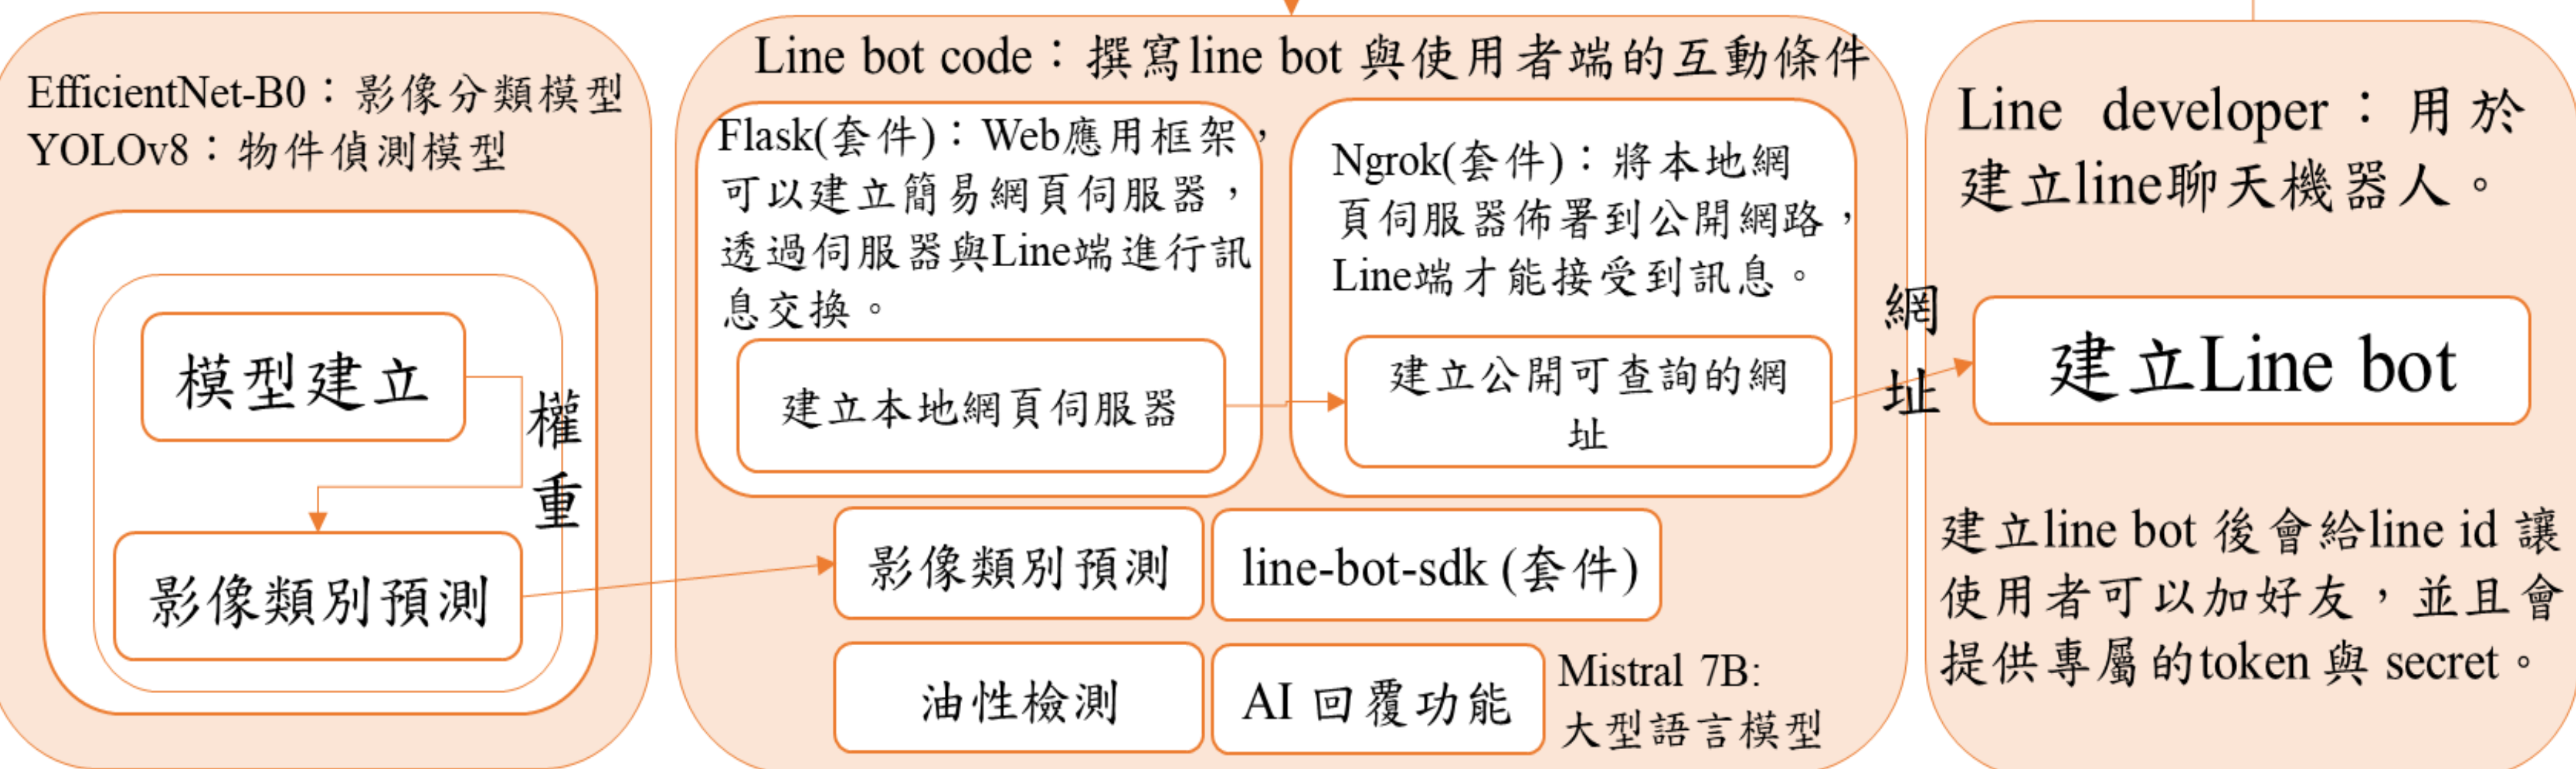 EfficientNet-B0：影像分類模型
YOLOv8：物件偵測模型
模型建立
權
重
影像類別預測
Line bot code：撰寫line bot 與使用者端的互動條件
Flask(套件)：Web應用框架，
可以建立簡易網頁伺服器，
透過伺服器與Line端進行訊
息交換。
建立本地網頁伺服器
Ngrok(套件)：將本地網
頁伺服器佈署到公開網路，
Line端才能接受到訊息。
建立公開可查詢的網
址
影像類別預測
line-bot-sdk (套件)
油性檢測
AI 回覆功能
Mistral 7B:
大型語言模型
網
址
Line developer：用於
建立line聊天機器人。
建立Line bot
建立line bot 後會給line id 讓
使用者可以加好友，並且會
提供專屬的token 與 secret。